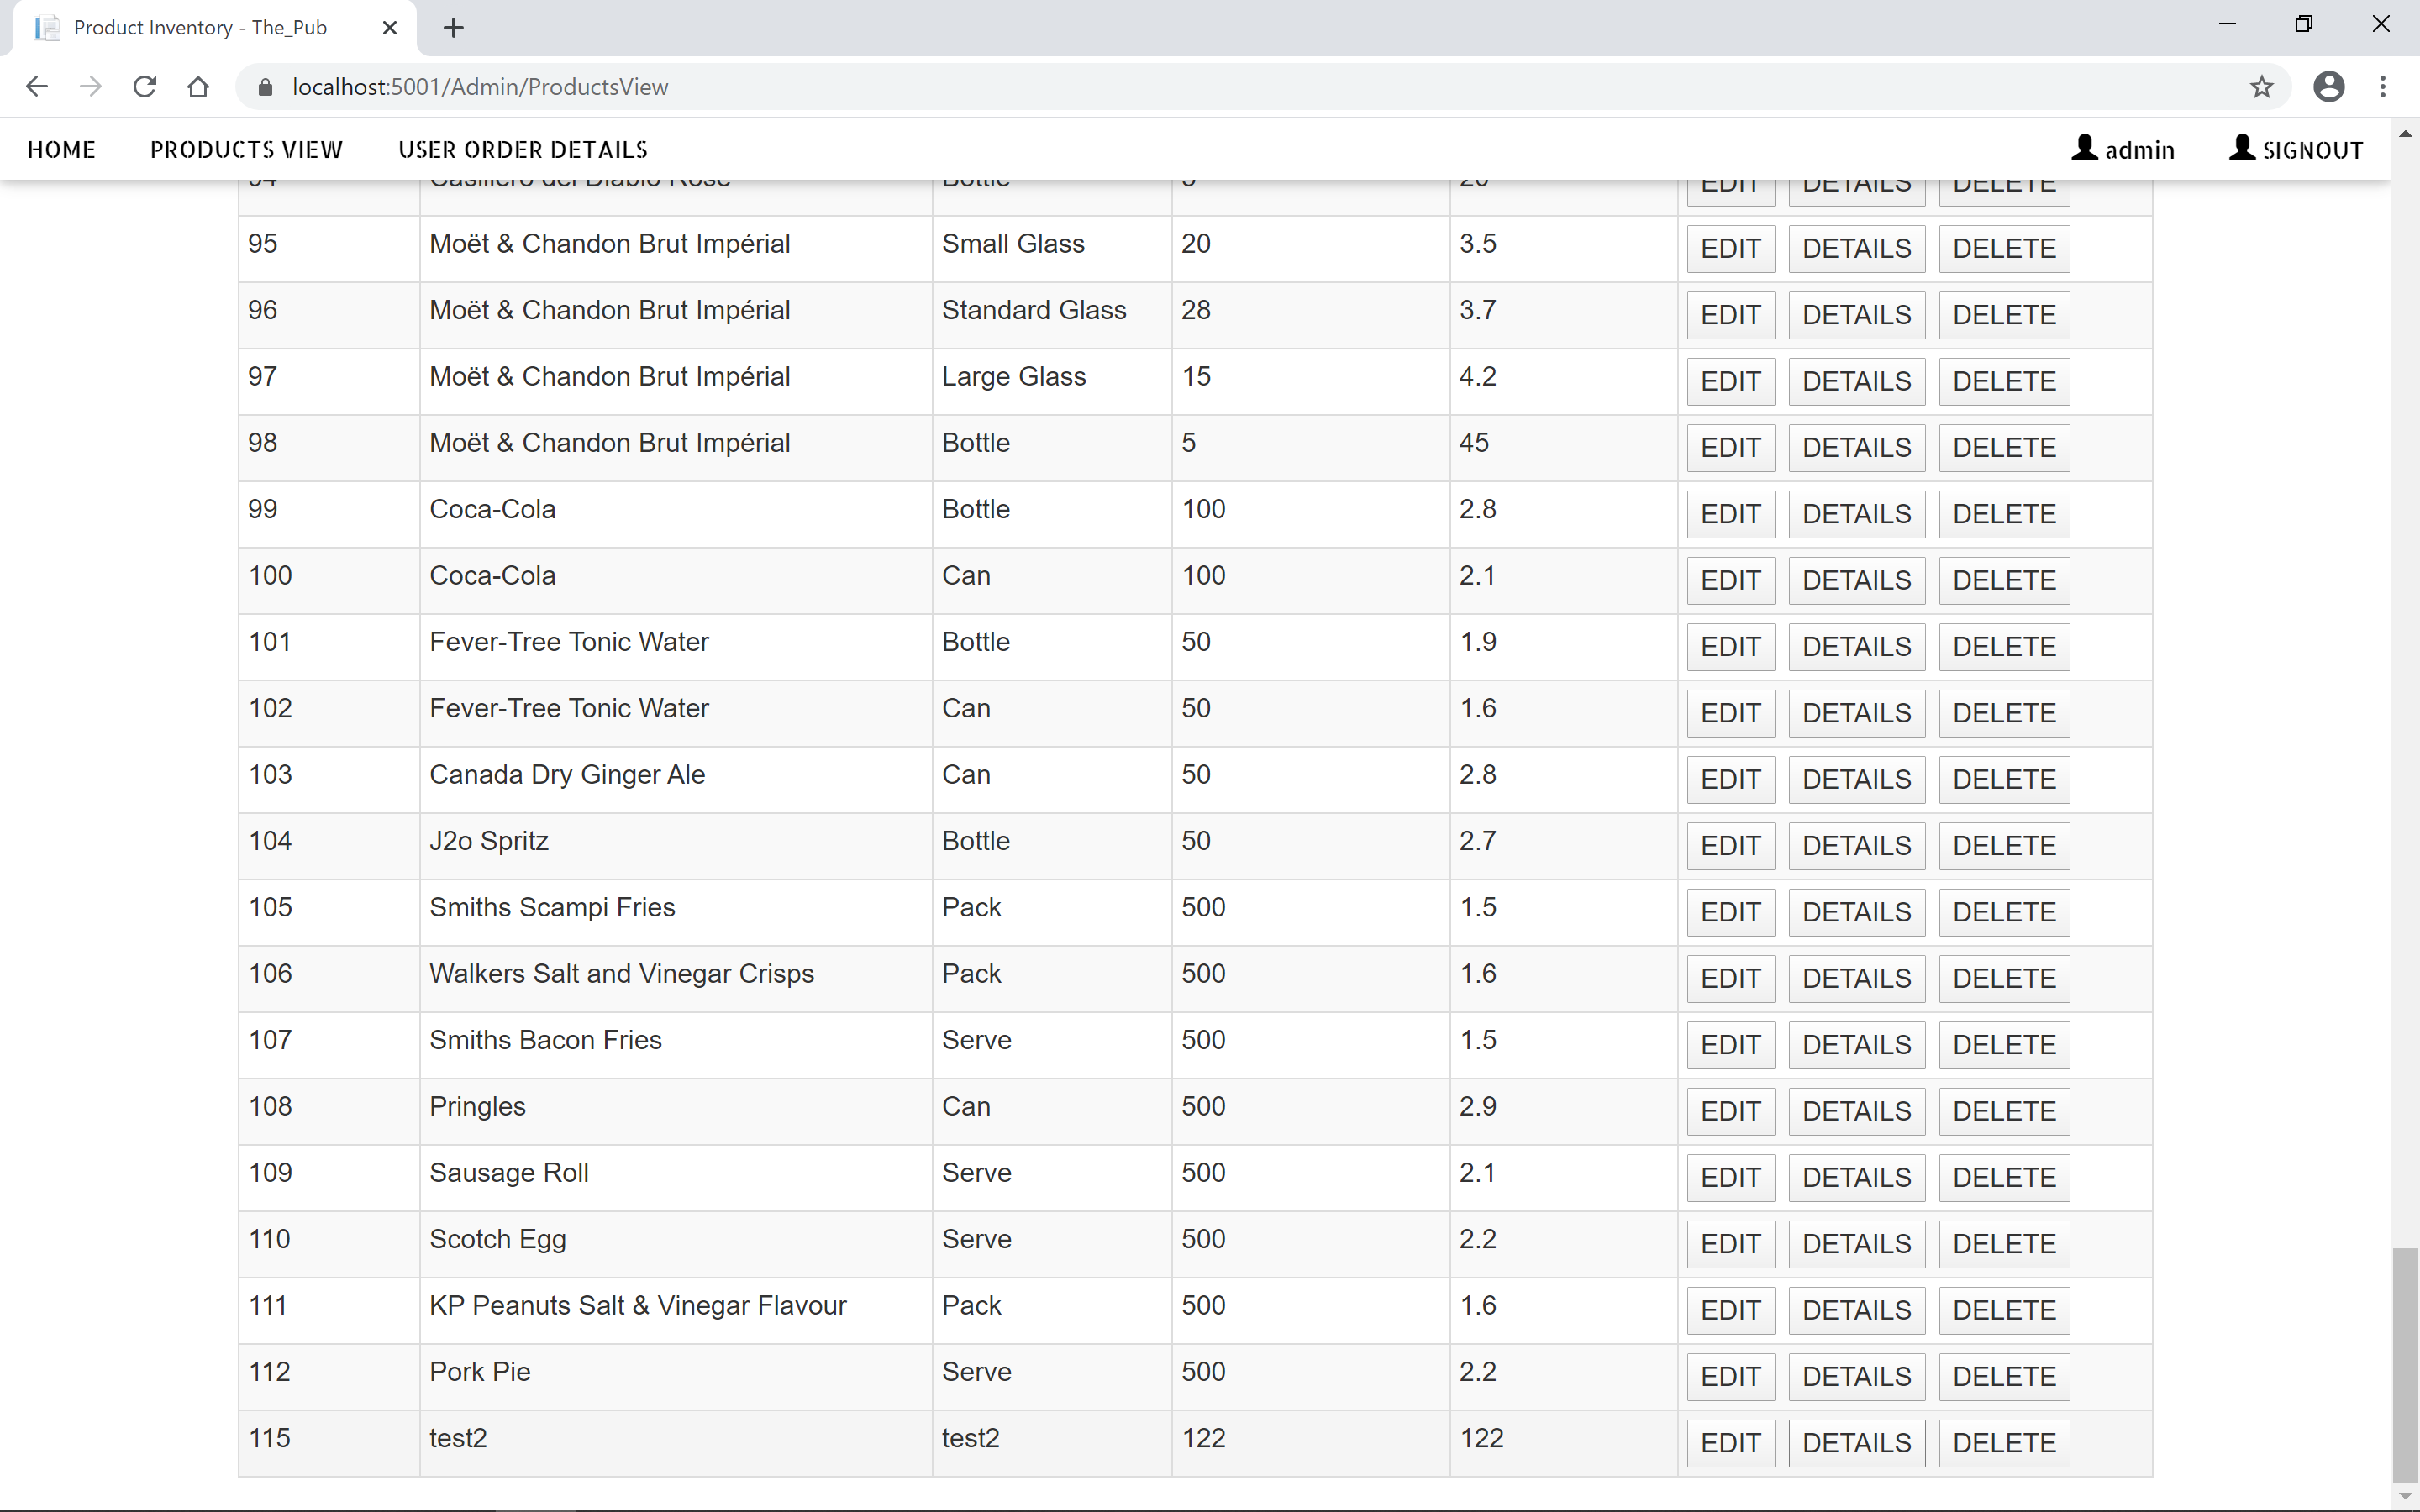 Product Inventory - The_Pub
localhost:5001/Admin/ProductsView
HOME PRODUCTS VIEW USER ORDER DETAILS admin SIGNOUT
94 Casillero del Diablo Rose Bottle 5 20 EDIT DETAILS DELETE
95 Moët & Chandon Brut Impérial Small Glass 20 3.5 EDIT DETAILS DELETE
96 Moët & Chandon Brut Impérial Standard Glass 28 3.7 EDIT DETAILS DELETE
97 Moët & Chandon Brut Impérial Large Glass 15 4.2 EDIT DETAILS DELETE
98 Moët & Chandon Brut Impérial Bottle 5 45 EDIT DETAILS DELETE
99 Coca-Cola Bottle 100 2.8 EDIT DETAILS DELETE
100 Coca-Cola Can 100 2.1 EDIT DETAILS DELETE
101 Fever-Tree Tonic Water Bottle 50 1.9 EDIT DETAILS DELETE
102 Fever-Tree Tonic Water Can 50 1.6 EDIT DETAILS DELETE
103 Canada Dry Ginger Ale Can 50 2.8 EDIT DETAILS DELETE
104 J2o Spritz Bottle 50 2.7 EDIT DETAILS DELETE
105 Smiths Scampi Fries Pack 500 1.5 EDIT DETAILS DELETE
106 Walkers Salt and Vinegar Crisps Pack 500 1.6 EDIT DETAILS DELETE
107 Smiths Bacon Fries Serve 500 1.5 EDIT DETAILS DELETE
108 Pringles Can 500 2.9 EDIT DETAILS DELETE
109 Sausage Roll Serve 500 2.1 EDIT DETAILS DELETE
110 Scotch Egg Serve 500 2.2 EDIT DETAILS DELETE
111 KP Peanuts Salt & Vinegar Flavour Pack 500 1.6 EDIT DETAILS DELETE
112 Pork Pie Serve 500 2.2 EDIT DETAILS DELETE
115 test2 test2 122 122 EDIT DETAILS DELETE